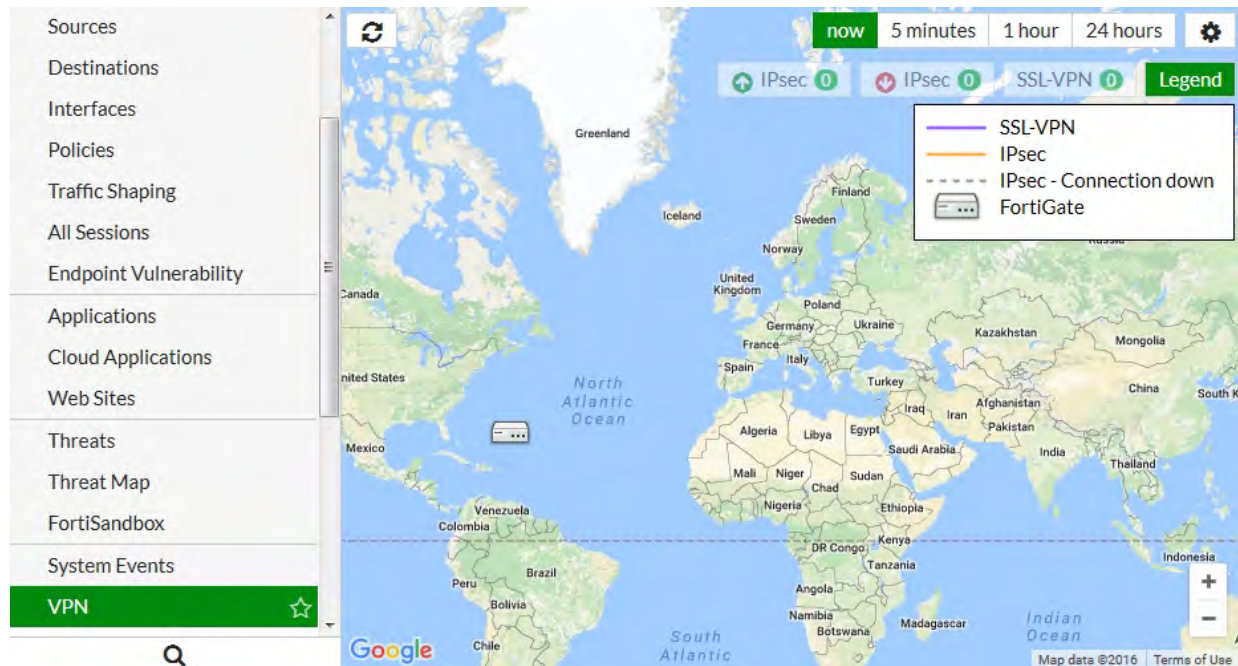 Sources
Destinations
Interfaces
Policies
Traffic Shaping
All Sessions
Endpoint Vulnerability
Applications
Cloud Applications
Web Sites
Threats
Threat Map
FortiSandbox
System Events
VPN
now 5 minutes 1 hour 24 hours
IPsec 0 IPsec 0 SSL-VPN 0 Legend
SSL-VPN
IPsec
IPsec - Connection down
FortiGate
Greenland
Iceland
Finland
Sweden
Norway
United
Kingdom
Poland
Germany
Ukraine
France
Italy
Spain
Kazakhstan
Mongolia
Turkey
China
South K
Afghanistan
Iraq
Iran
Pakistan
Canada
nited States
North
Atlantic
Ocean
Mexico
Algeria
Libya
Egypt
Saudi Arabia
India
Thailand
Mali
Niger
Sudan
Chad
Nigeria
Ethiopia
Venezuela
Colombia
Kenya
DR Congo
Tanzania
Indonesia
Brazil
Peru
Bolivia
Angola
Namibia
Botswana
Madagascar
Indian
Ocean
Chile
South
Atlantic
+
−
Google
Map data ©2016 Terms of Use